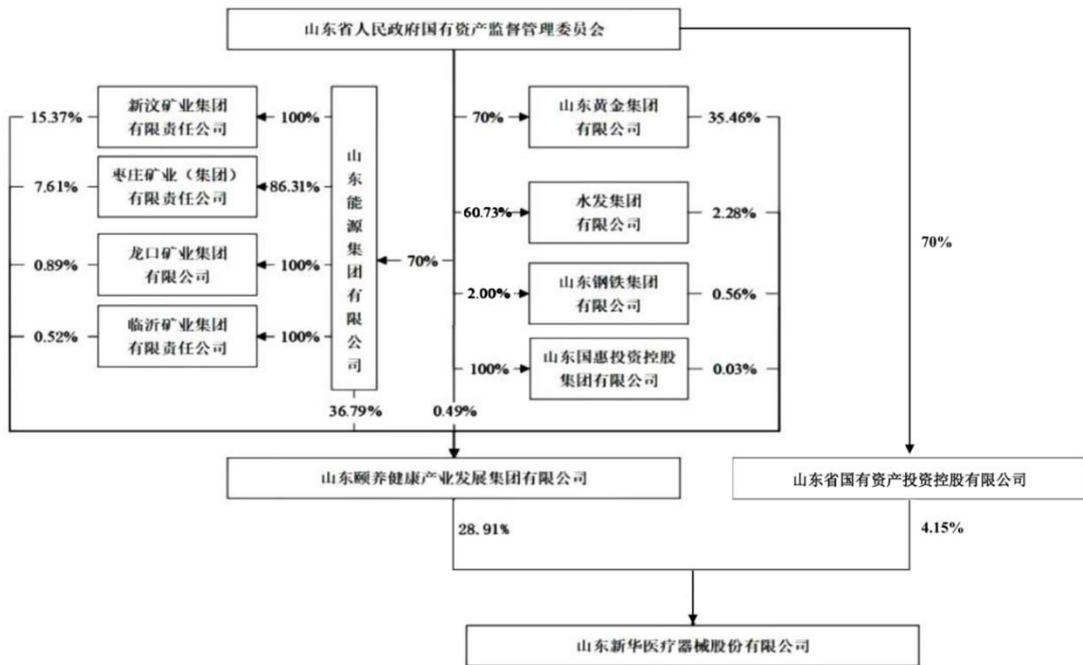 山东省人民政府国有资产监督管理委员会
新汶矿业集团
有限责任公司
15.37%
100%
枣庄矿业（集团）
有限责任公司
7.61%
86.31%
龙口矿业集团
有限公司
0.89%
100%
临沂矿业集团
有限责任公司
0.52%
100%
山东能源集团有限公司
70%
36.79%
0.49%
70%
山东黄金集团
有限公司
35.46%
60.73%
水发集团
有限公司
2.28%
2.00%
山东钢铁集团
有限公司
0.56%
100%
山东国惠投资控股
集团有限公司
0.03%
70%
山东颐养健康产业发展集团有限公司
山东省国有资产投资控股有限公司
28.91%
4.15%
山东新华医疗器械股份有限公司